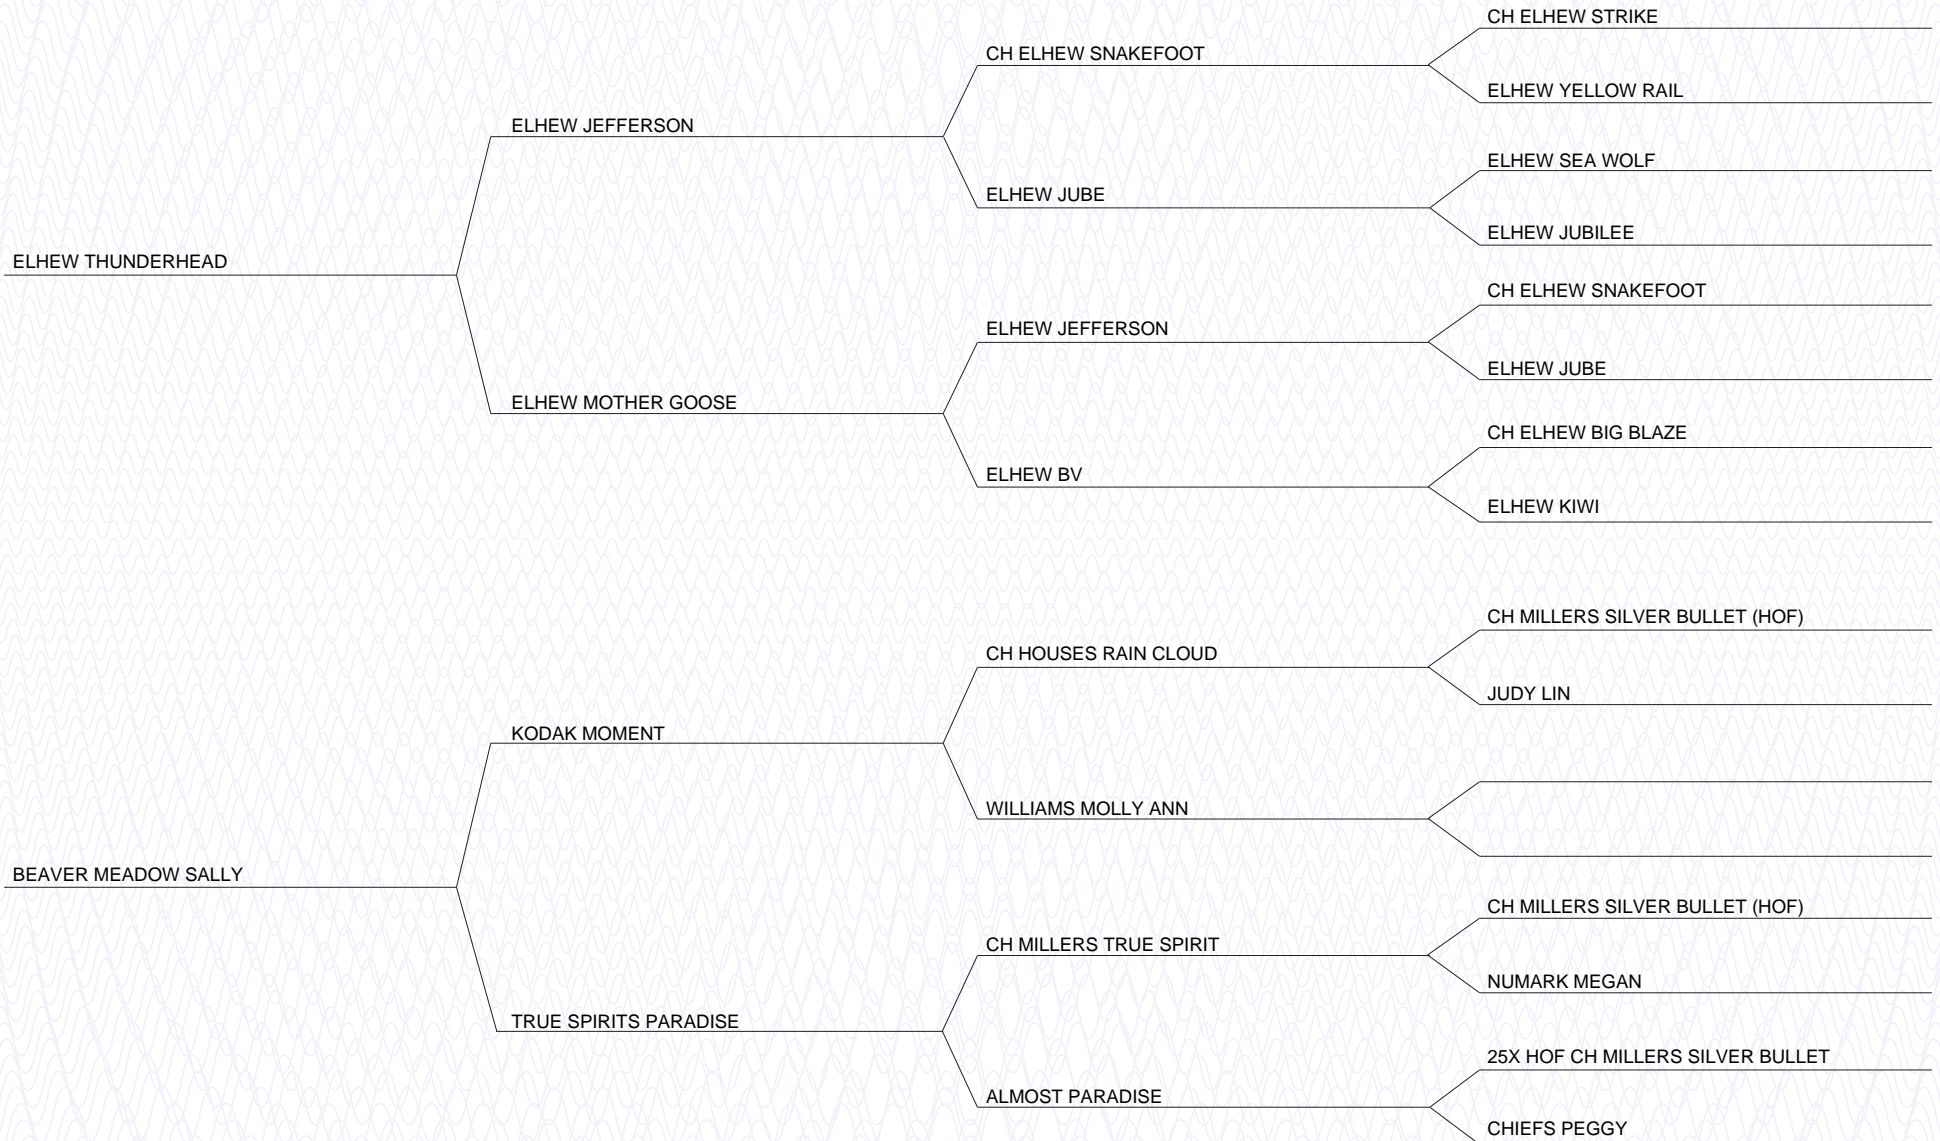 CH ELHEW STRIKE
CH ELHEW SNAKEFOOT
ELHEW YELLOW RAIL
ELHEW JEFFERSON
ELHEW SEA WOLF
ELHEW JUBE
ELHEW JUBILEE
ELHEW THUNDERHEAD
CH ELHEW SNAKEFOOT
ELHEW JEFFERSON
ELHEW JUBE
ELHEW MOTHER GOOSE
CH ELHEW BIG BLAZE
ELHEW BV
ELHEW KIWI
CH MILLERS SILVER BULLET (HOF)
CH HOUSES RAIN CLOUD
JUDY LIN
KODAK MOMENT
WILLIAMS MOLLY ANN
BEAVER MEADOW SALLY
CH MILLERS SILVER BULLET (HOF)
CH MILLERS TRUE SPIRIT
NUMARK MEGAN
TRUE SPIRITS PARADISE
25X HOF CH MILLERS SILVER BULLET
ALMOST PARADISE
CHIEFS PEGGY